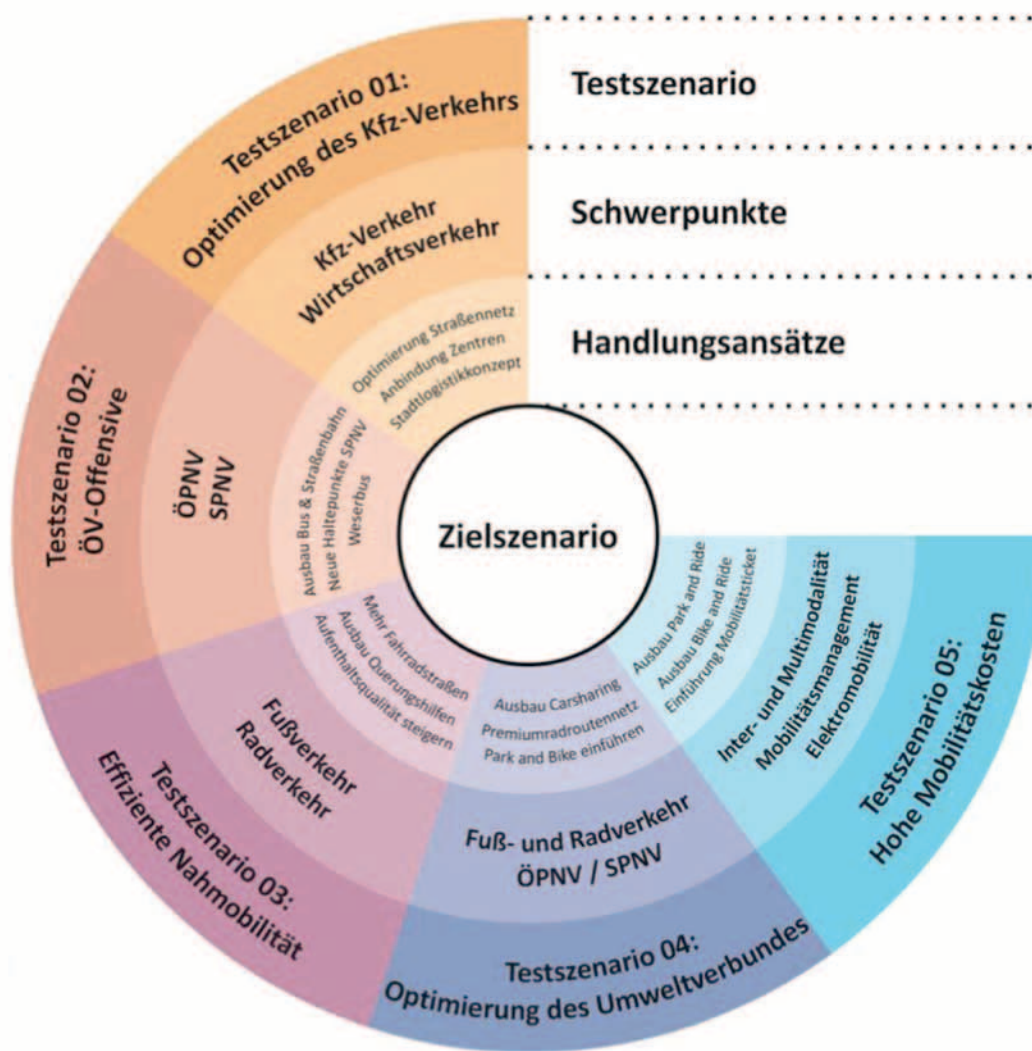 Testszenario
Schwerpunkte
Handlungsansätze
Zielszenario
Testszenario 01:
Optimierung des Kfz-Verkehrs
Kfz-Verkehr
Wirtschaftsverkehr
Optimierung Straßennetz
Anbindung Zentren
Stadtlogistikkonzept
Testszenario 02:
ÖV-Offensive
ÖPNV
SPNV
Ausbau Bus & Straßenbahn
Neue Haltepunkte SPNV
Weserbus
Testszenario 03:
Effiziente Nahmobilität
Fußverkehr
Radverkehr
Mehr Fahrradstraßen
Ausbau Querungshilfen
Aufenthaltsqualität steigern
Testszenario 04:
Optimierung des Umweltverbundes
Fuß- und Radverkehr
ÖPNV / SPNV
Ausbau Carsharing
Premiumradroutennetz
Park and Bike einführen
Testszenario 05:
Hohe Mobilitätskosten
Inter- und Multimodalität
Mobilitätsmanagement
Elektromobilität
Ausbau Park and Ride
Ausbau Bike and Ride
Einführung Mobilitätsticket